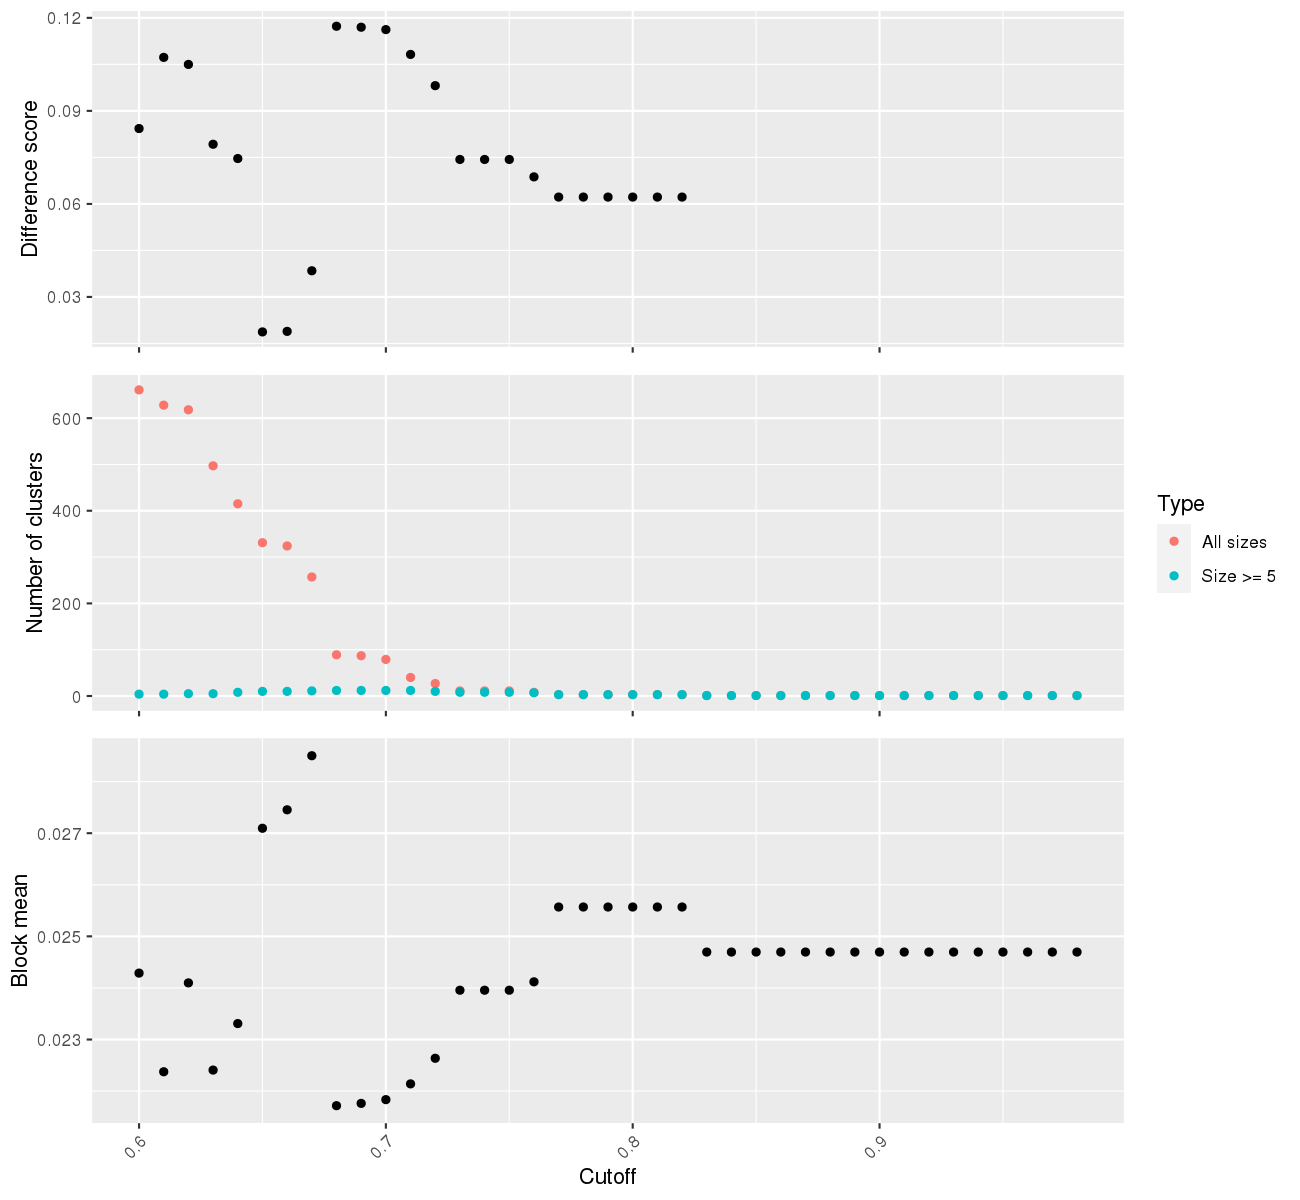 0.12
0.09
0.06
0.03
Difference score
600
400
200
0
Number of clusters
Type
All sizes
Size >= 5
0.027
0.025
0.023
Block mean
0.6
0.7
0.8
0.9
Cutoff